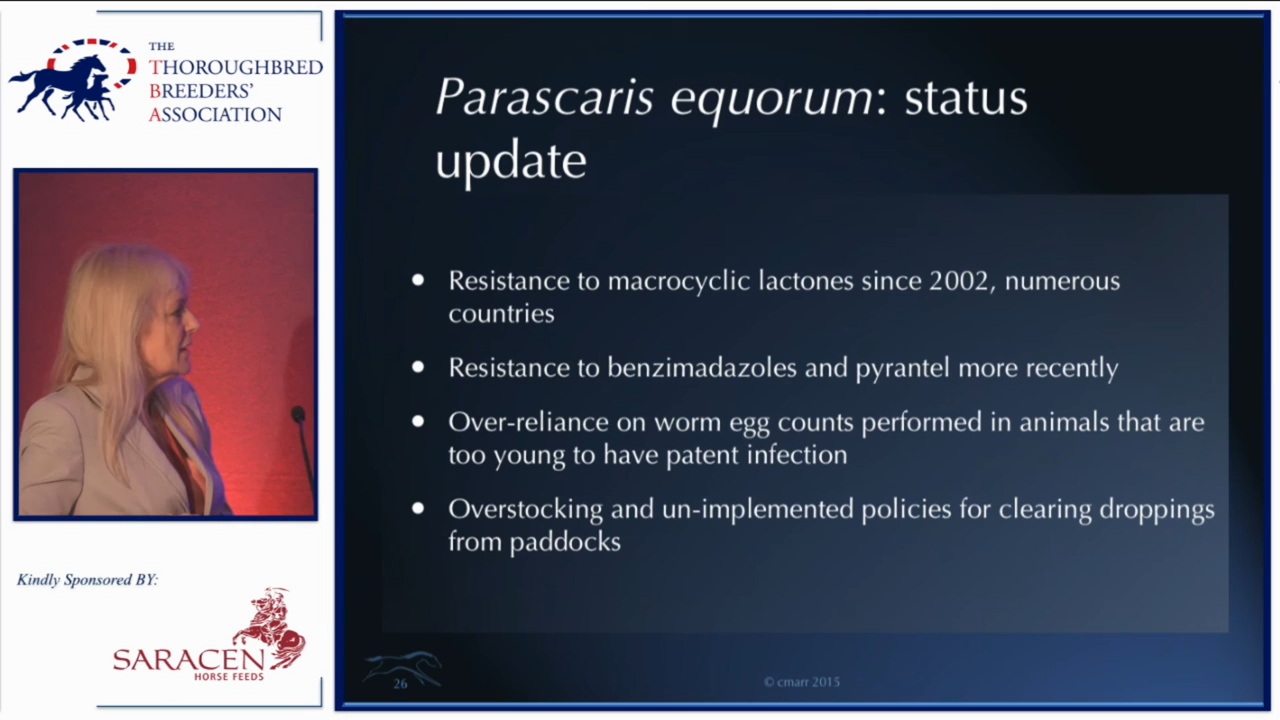 THE
THOROUGHBRED
BREEDERS'
ASSOCIATION
Kindly Sponsored BY:
SARACEN
HORSE FEEDS
Parascaris equorum: status
update
• Resistance to macrocyclic lactones since 2002, numerous
countries
• Resistance to benzimadazoles and pyrantel more recently
• Over-reliance on worm egg counts performed in animals that are
too young to have patent infection
• Overstocking and un-implemented policies for clearing droppings
from paddocks
26
© cmarr 2015